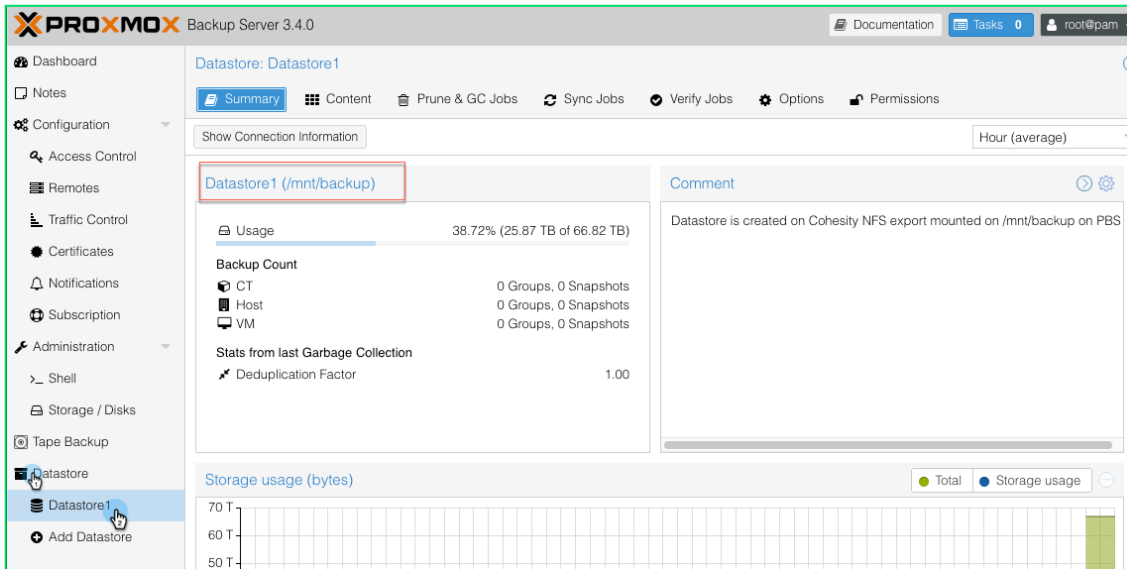 PROXMOX Backup Server 3.4.0
Documentation
Tasks 0
root@pam
Dashboard
Notes
Configuration
Access Control
Remotes
Traffic Control
Certificates
Notifications
Subscription
Administration
Shell
Storage / Disks
Tape Backup
Datastore
Datastore1
Add Datastore
Datastore: Datastore1
Summary Content Prune & GC Jobs Sync Jobs Verify Jobs Options Permissions
Show Connection Information
Hour (average)
Datastore1 (/mnt/backup)
Usage 38.72% (25.87 TB of 66.82 TB)
Backup Count
CT 0 Groups, 0 Snapshots
Host 0 Groups, 0 Snapshots
VM 0 Groups, 0 Snapshots
Stats from last Garbage Collection
Deduplication Factor 1.00
Comment
Datastore is created on Cohesity NFS export mounted on /mnt/backup on PBS
Storage usage (bytes)
Total Storage usage
70 T
60 T
50 T
1
2